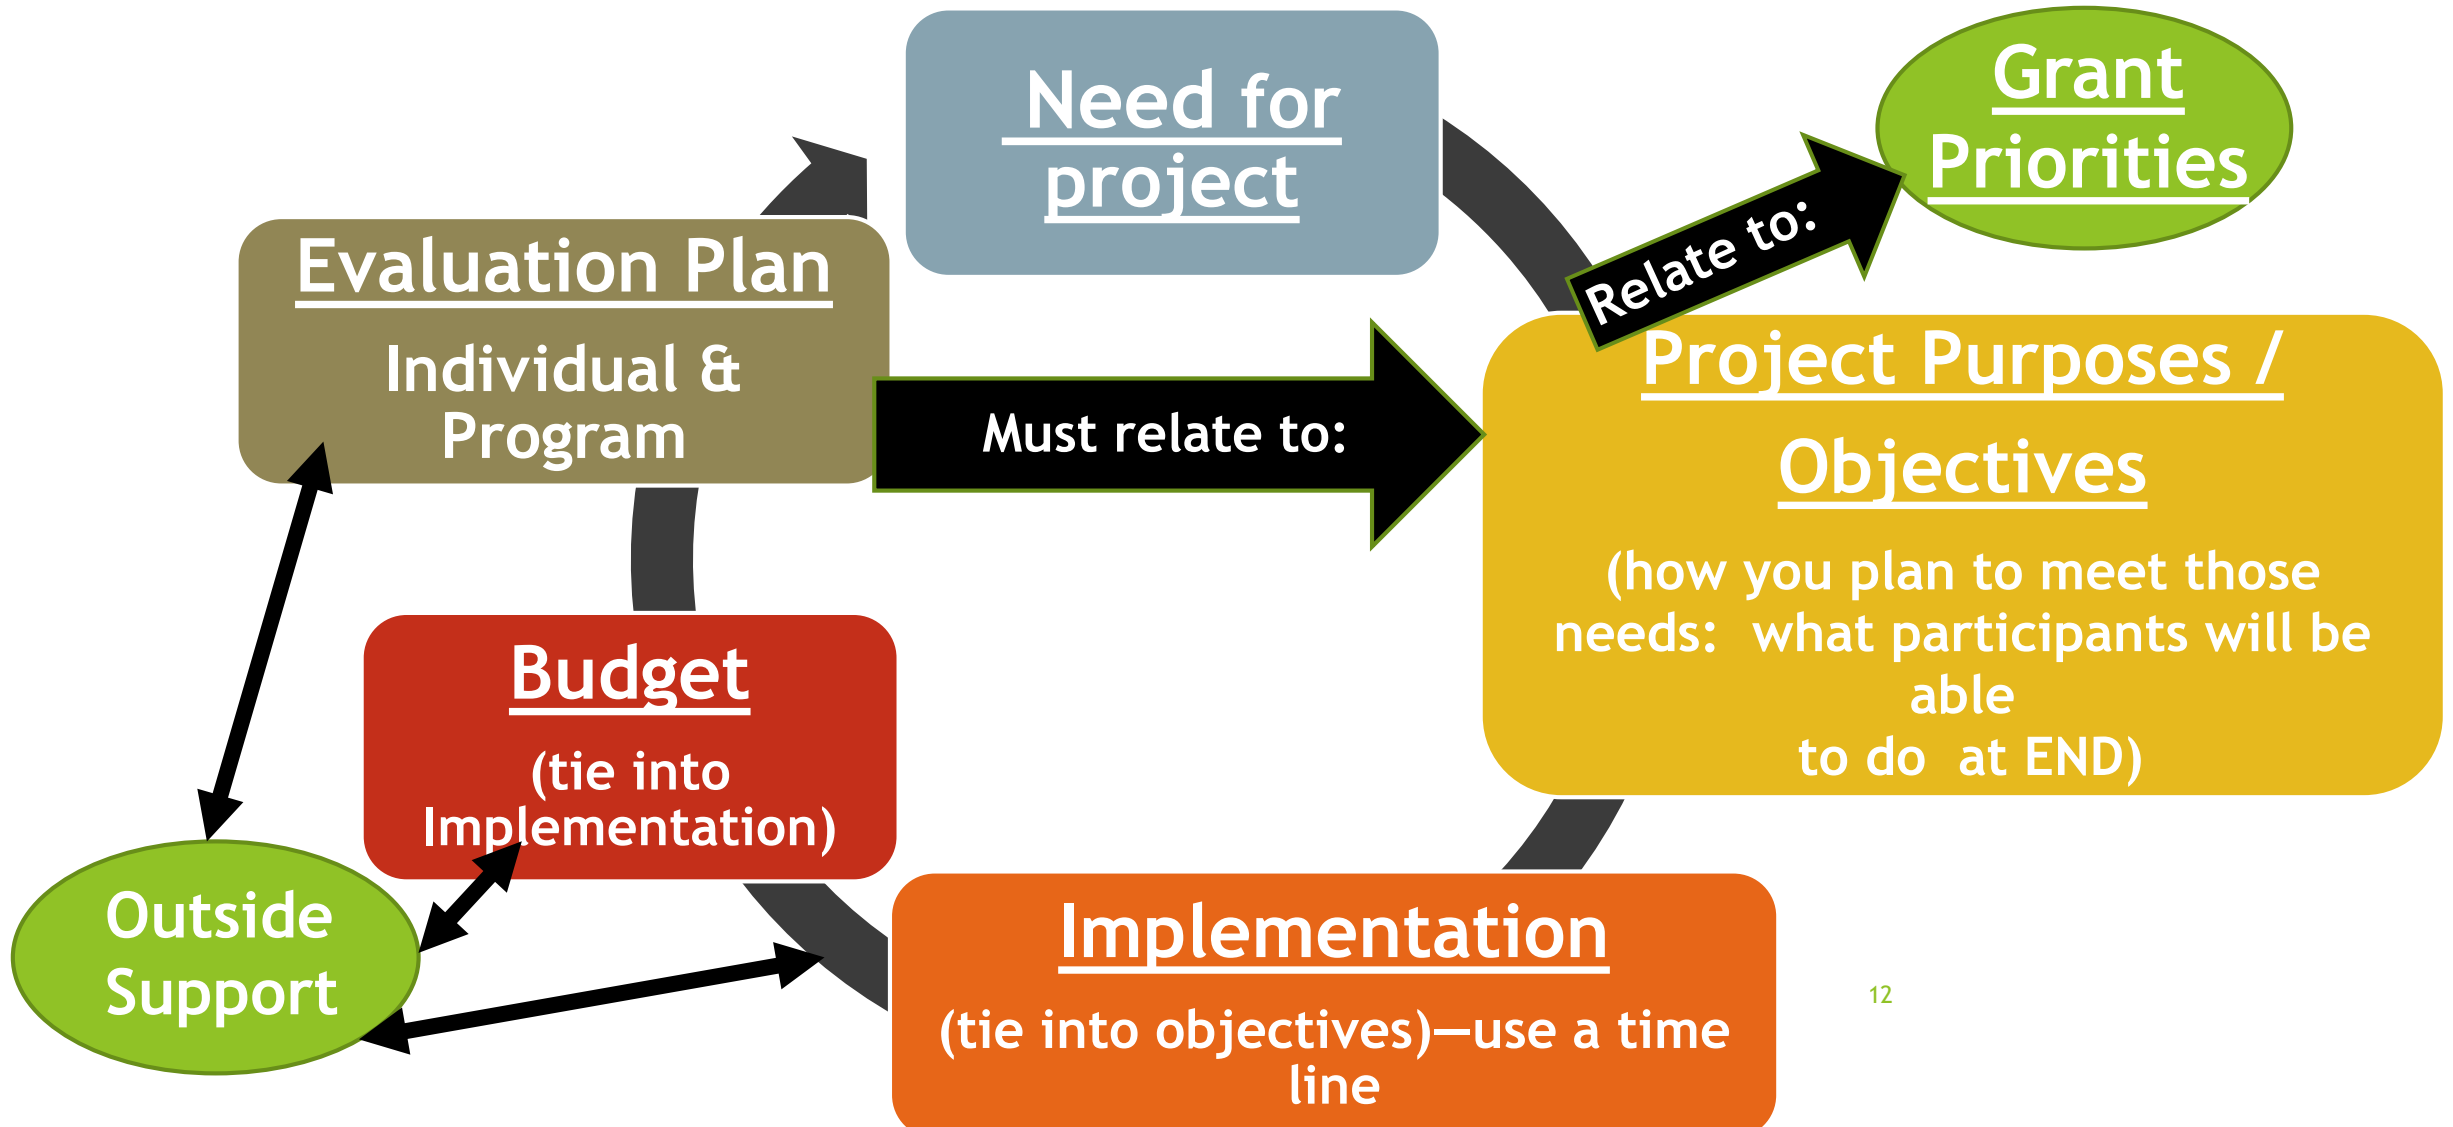 Need for
project
Grant
Priorities
Relate to:
Evaluation Plan
Individual &
Program
Must relate to:
Project Purposes /
Objectives
(how you plan to meet those
needs:  what participants will be
able
to do  at END)
Budget
(tie into
Implementation)
Outside
Support
Implementation
(tie into objectives)—use a time
line
12